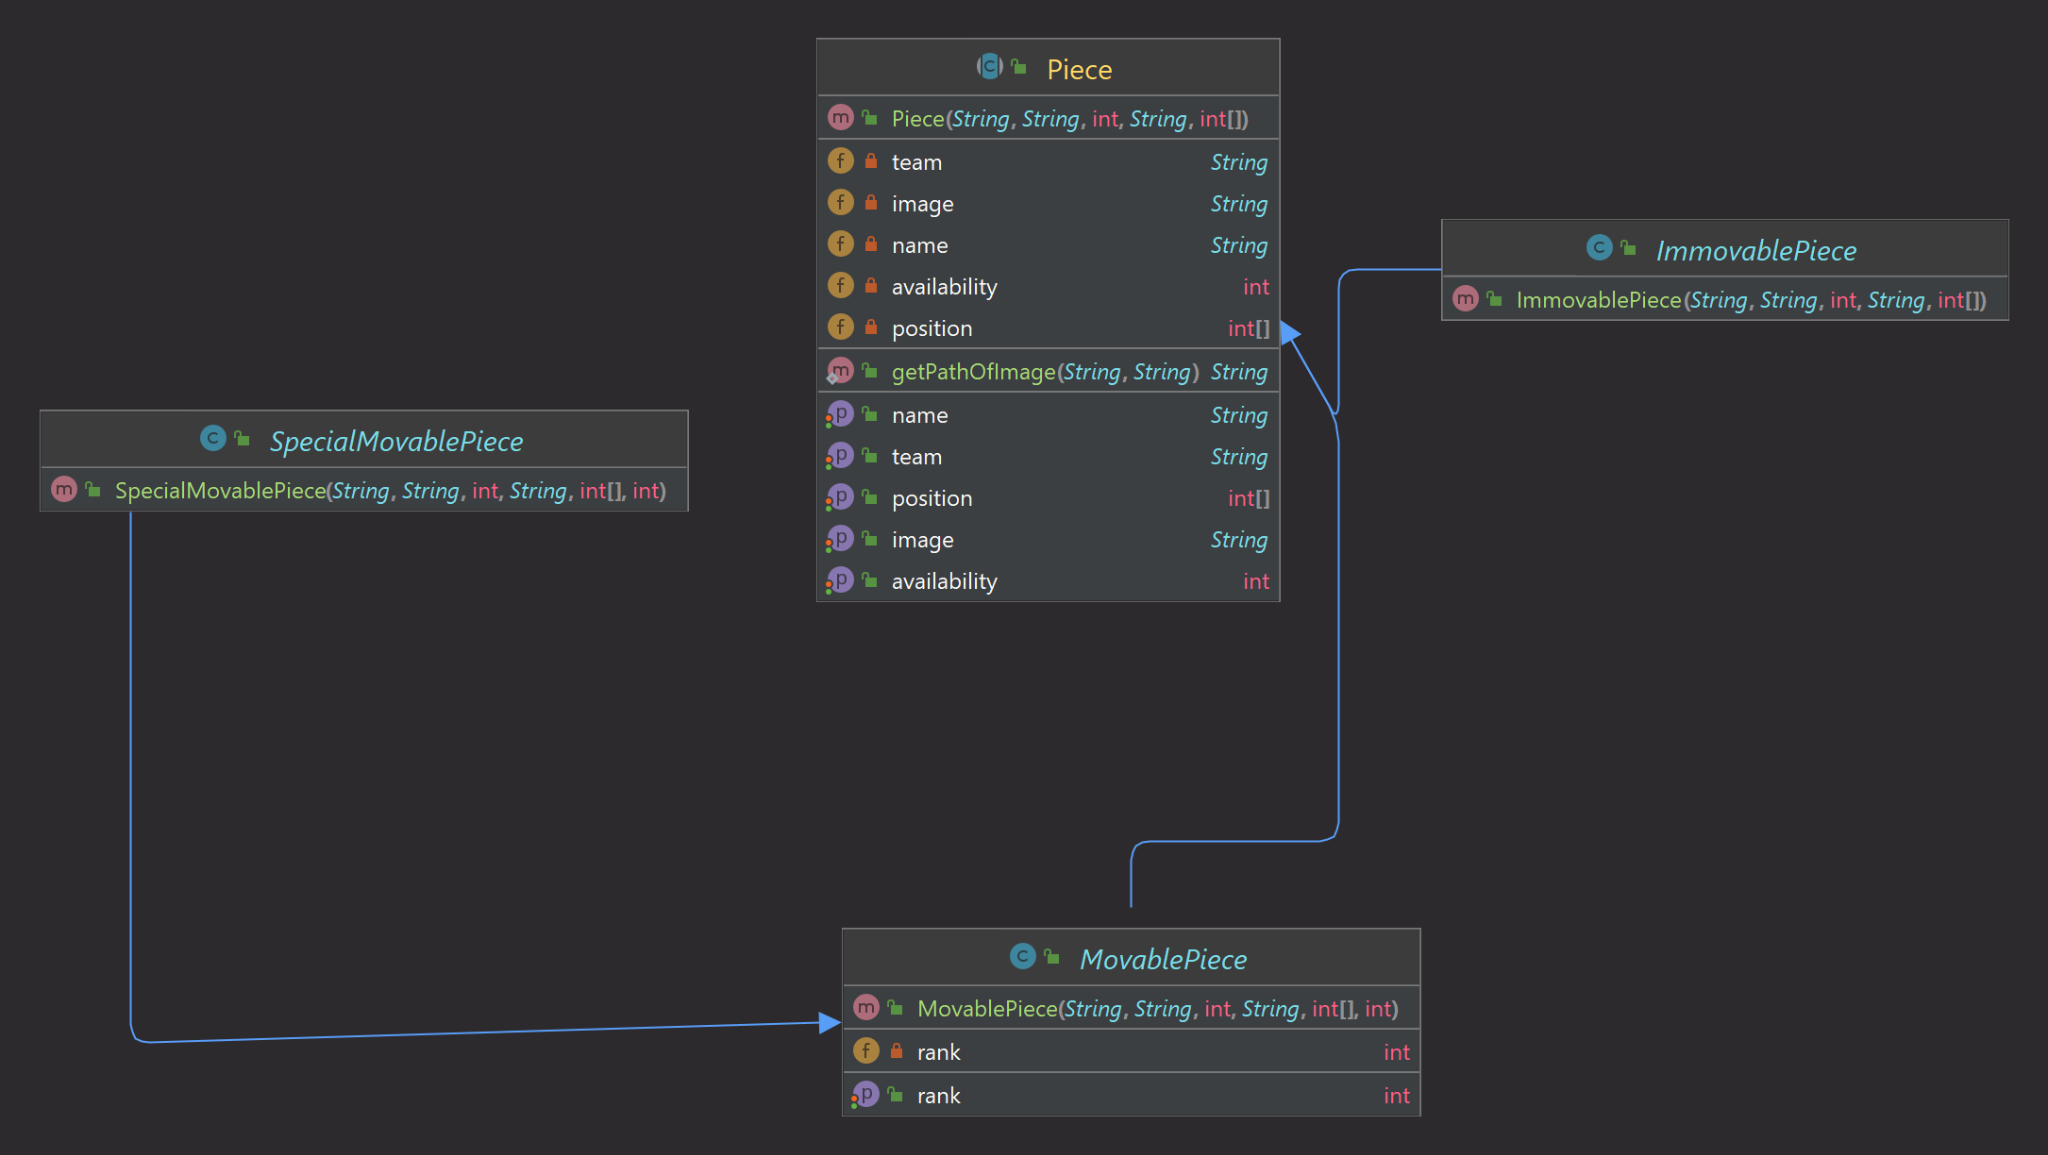 Piece
Piece(String, String, int, String, int[])
team String
image String
name String
availability int
position int[]
getPathOfImage(String, String) String
name String
team String
position int[]
image String
availability int
ImmovablePiece
ImmovablePiece(String, String, int, String, int[])
SpecialMovablePiece
SpecialMovablePiece(String, String, int, String, int[], int)
MovablePiece
MovablePiece(String, String, int, String, int[], int)
rank int
rank int